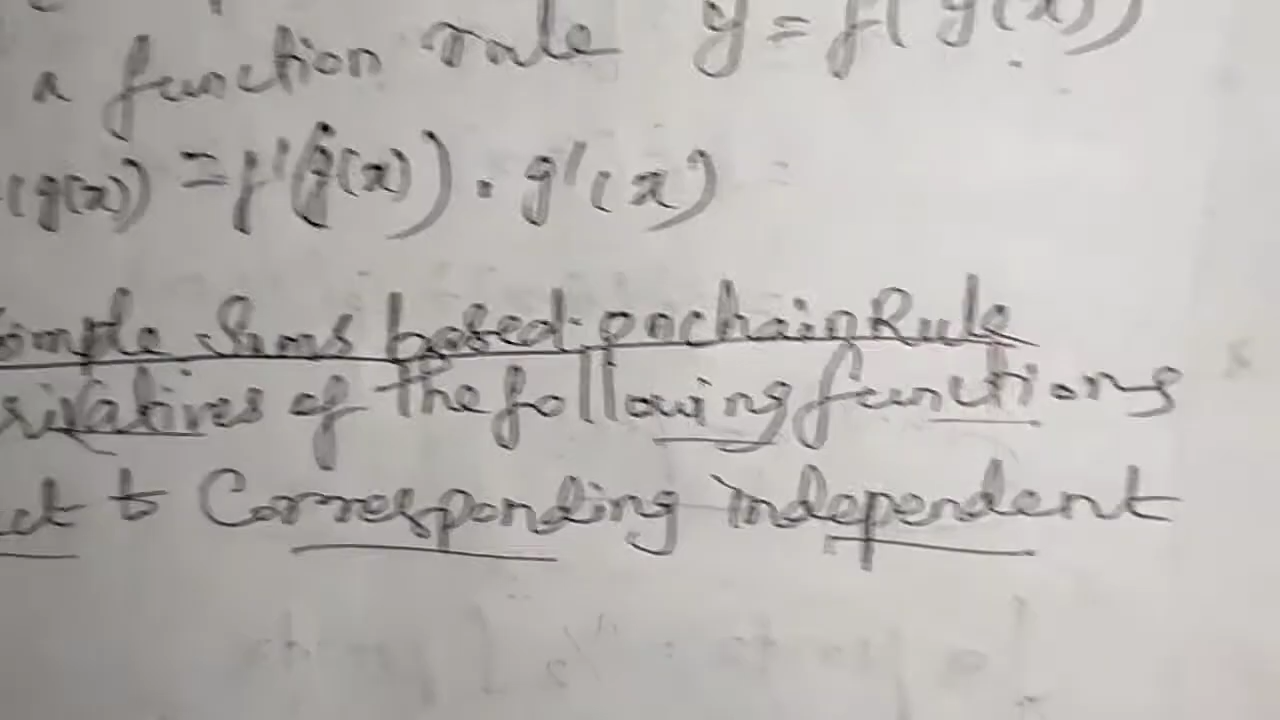 a function rule y = f(g(x))
(g(x)) = f'(g(x)) . g'(x)
Sums based on chain Rule
of the following functions
to Corresponding independent